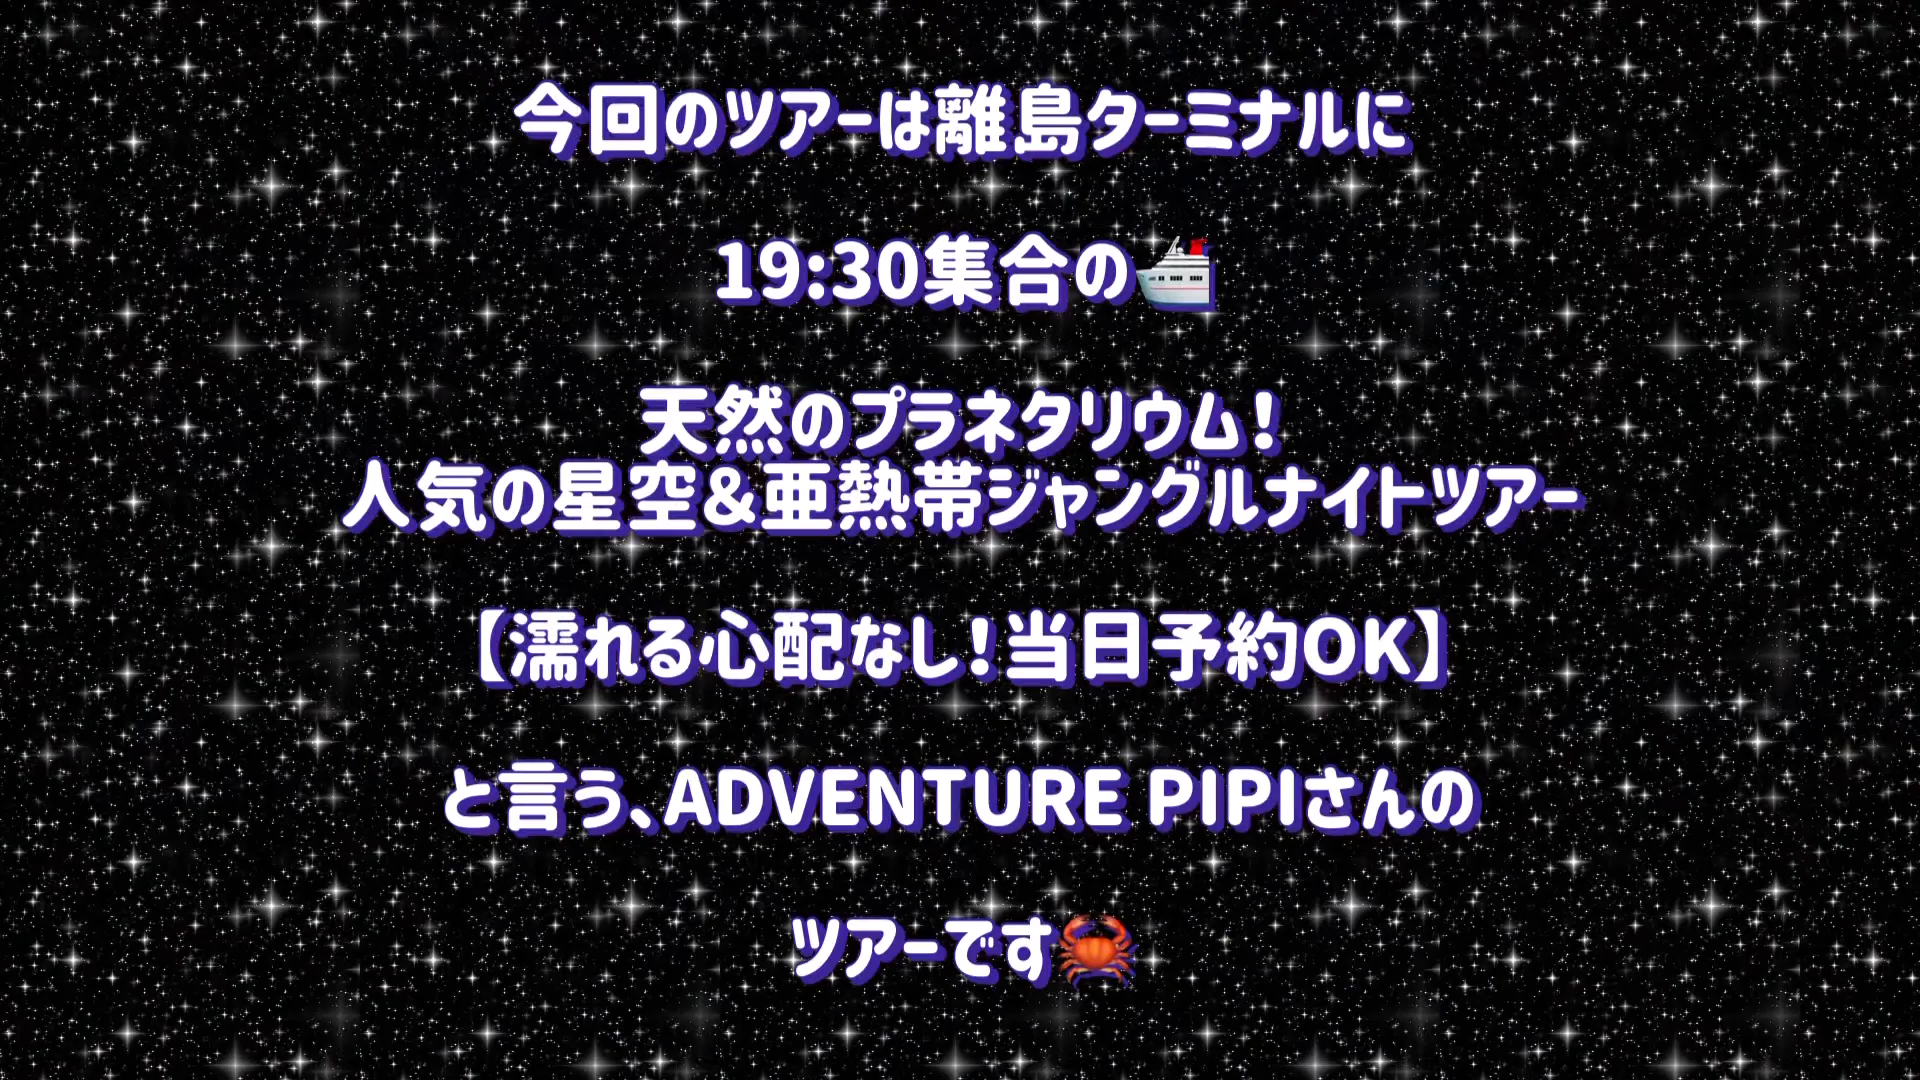 今回のツアーは離島ターミナルに
19:30集合の🛳
天然のプラネタリウム!
人気の星空&亜熱帯ジャングルナイトツアー
【濡れる心配なし!当日予約OK】
と言う、ADVENTURE PIPIさんの
ツアーです🦀